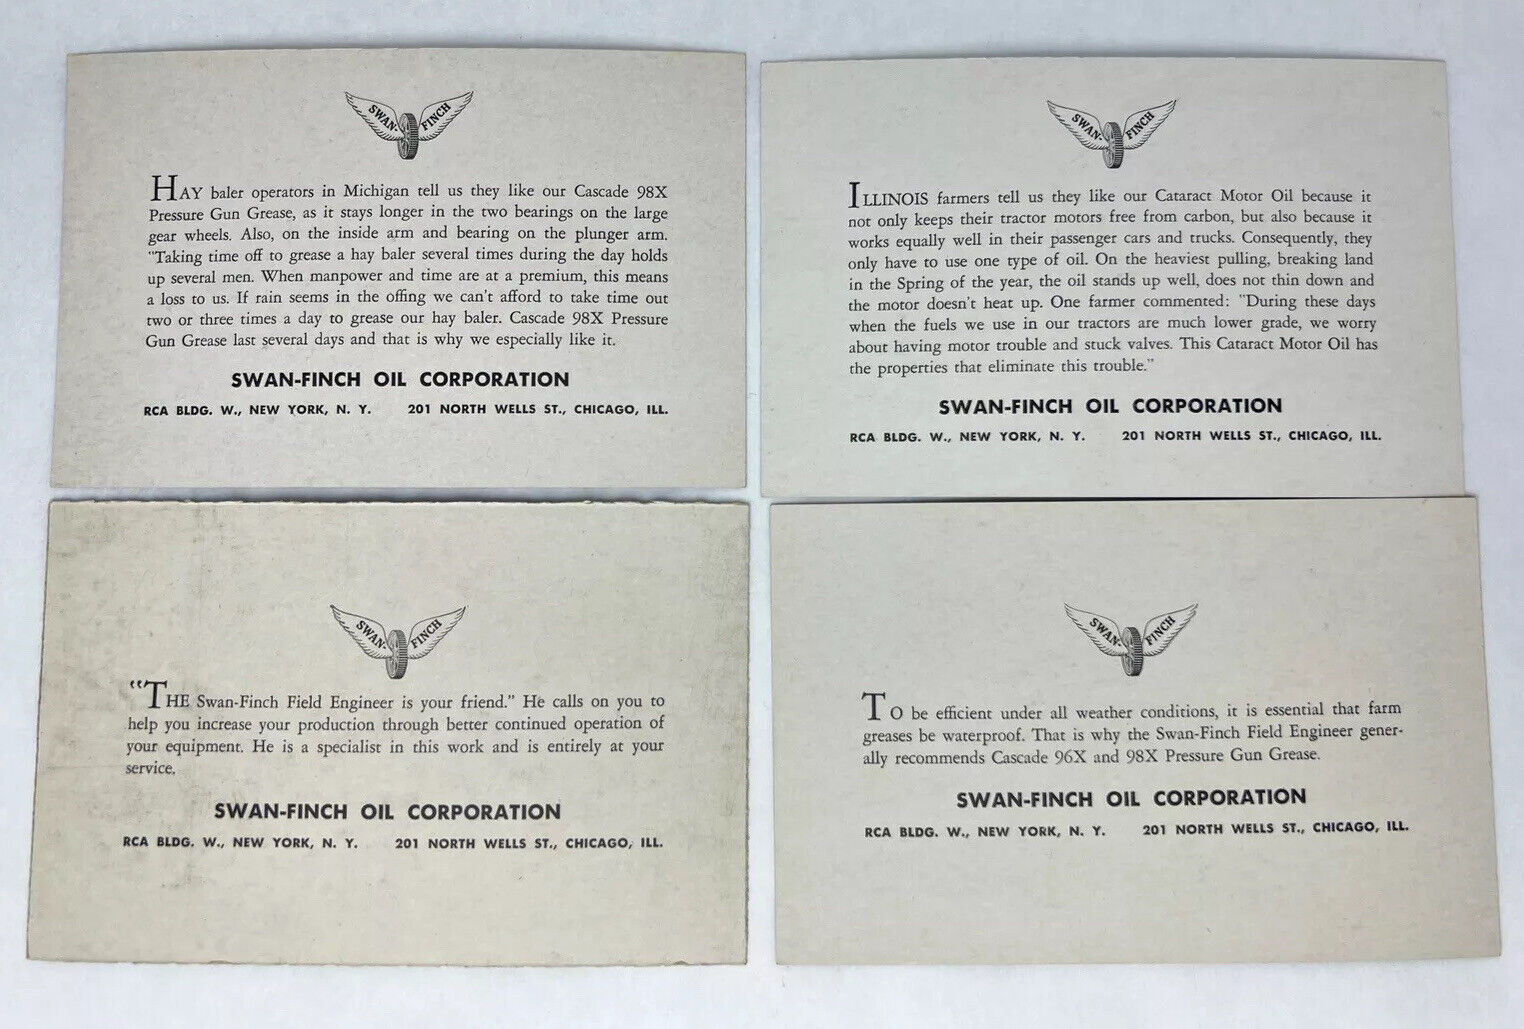 SWAN-FINCH
HAY baler operators in Michigan tell us they like our Cascade 98X
Pressure Gun Grease, as it stays longer in the two bearings on the large
gear wheels. Also, on the inside arm and bearing on the plunger arm.
"Taking time off to grease a hay baler several times during the day holds
up several men. When manpower and time are at a premium, this means
a loss to us. If rain seems in the offing we can't afford to take time out
two or three times a day to grease our hay baler. Cascade 98X Pressure
Gun Grease last several days and that is why we especially like it.
SWAN-FINCH OIL CORPORATION
RCA BLDG. W., NEW YORK, N. Y. 201 NORTH WELLS ST., CHICAGO, ILL.
SWAN-FINCH
ILLINOIS farmers tell us they like our Cataract Motor Oil because it
not only keeps their tractor motors free from carbon, but also because it
works equally well in their passenger cars and trucks. Consequently, they
only have to use one type of oil. On the heaviest pulling, breaking land
in the Spring of the year, the oil stands up well, does not thin down and
the motor doesn't heat up. One farmer commented: "During these days
when the fuels we use in our tractors are much lower grade, we worry
about having motor trouble and stuck valves. This Cataract Motor Oil has
the properties that eliminate this trouble."
SWAN-FINCH OIL CORPORATION
RCA BLDG. W., NEW YORK, N. Y. 201 NORTH WELLS ST., CHICAGO, ILL.
SWAN-FINCH
"THE Swan-Finch Field Engineer is your friend." He calls on you to
help you increase your production through better continued operation of
your equipment. He is a specialist in this work and is entirely at your
service.
SWAN-FINCH OIL CORPORATION
RCA BLDG. W., NEW YORK, N. Y. 201 NORTH WELLS ST., CHICAGO, ILL.
SWAN-FINCH
TO be efficient under all weather conditions, it is essential that farm
greases be waterproof. That is why the Swan-Finch Field Engineer gener-
ally recommends Cascade 96X and 98X Pressure Gun Grease.
SWAN-FINCH OIL CORPORATION
RCA BLDG. W., NEW YORK, N. Y. 201 NORTH WELLS ST., CHICAGO, ILL.